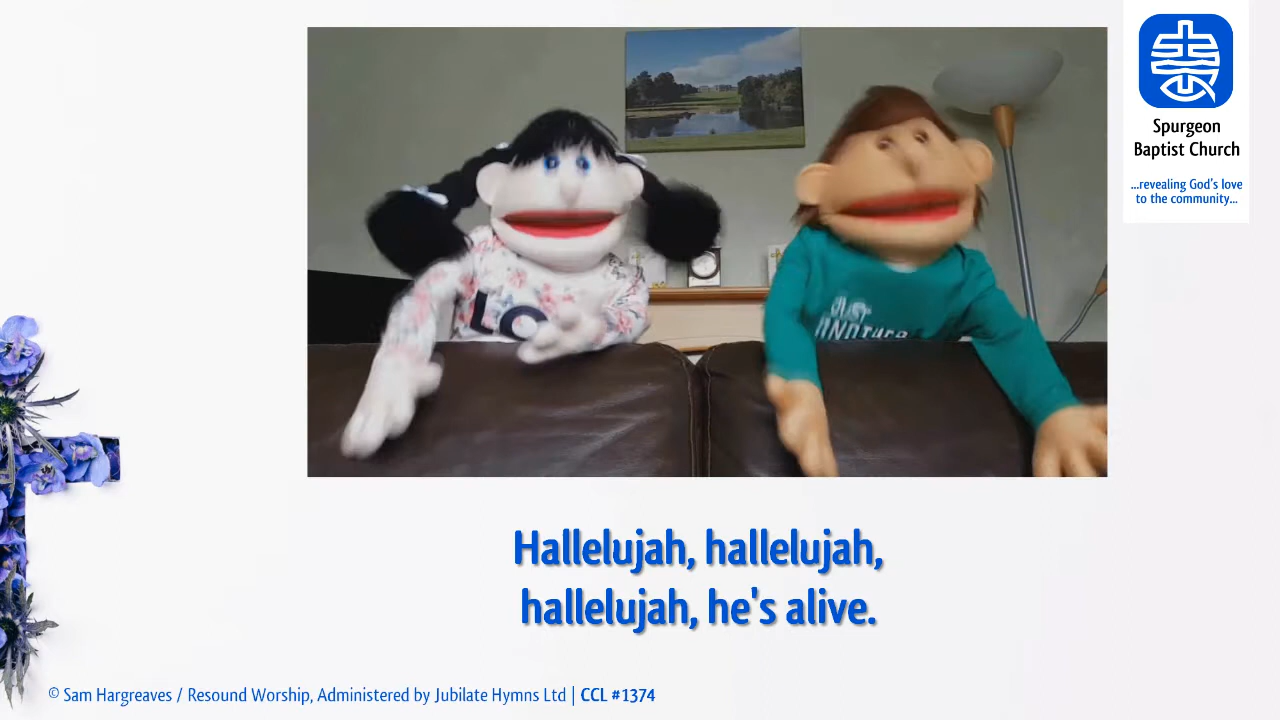 Spurgeon
Baptist Church
...revealing God's love
to the community...
LO
Hallelujah, hallelujah,
hallelujah, he's alive.
© Sam Hargreaves / Resound Worship, Administered by Jubilate Hymns Ltd | CCL #1374